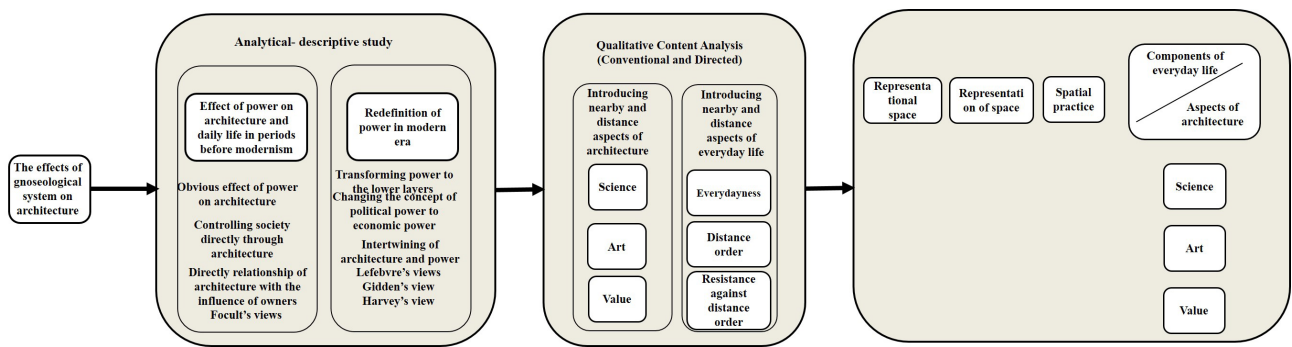 The effects of
gnoseological
system on
architecture
Analytical- descriptive study
Effect of power on
architecture and
daily life in periods
before modernism
Obvious effect of power
on architecture
Controlling society
directly through
architecture
Directly relationship of
architecture with the
influence of owners
Focult's views
Redefinition of
power in modern
era
Transforming power to
the lower layers
Changing the concept of
political power to
economic power
Intertwining of
architecture and power
Lefebvre's views
Gidden's view
Harvey's view
Qualitative Content Analysis
(Conventional and Directed)
Introducing
nearby and
distance
aspects of
architecture
Science
Art
Value
Introducing
nearby and
distance
aspects of
everyday life
Everydayness
Distance
order
Resistance
against
distance
order
Representa
tional
space
Representati
on of space
Spatial
practice
Components of
everyday life
Aspects of
architecture
Science
Art
Value